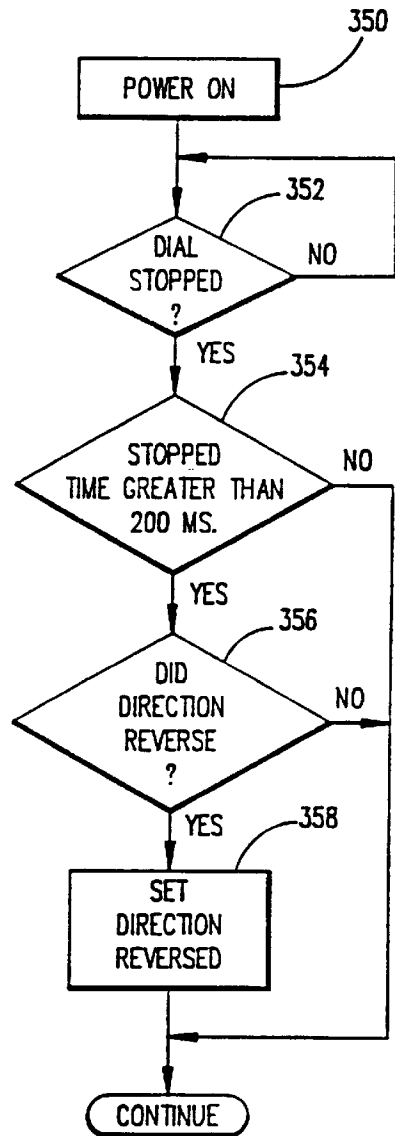 350
POWER ON
352
DIAL
STOPPED
?
NO
YES
354
STOPPED
TIME GREATER THAN
200 MS.
NO
YES
356
DID
DIRECTION
REVERSE
?
NO
YES
358
SET
DIRECTION
REVERSED
CONTINUE